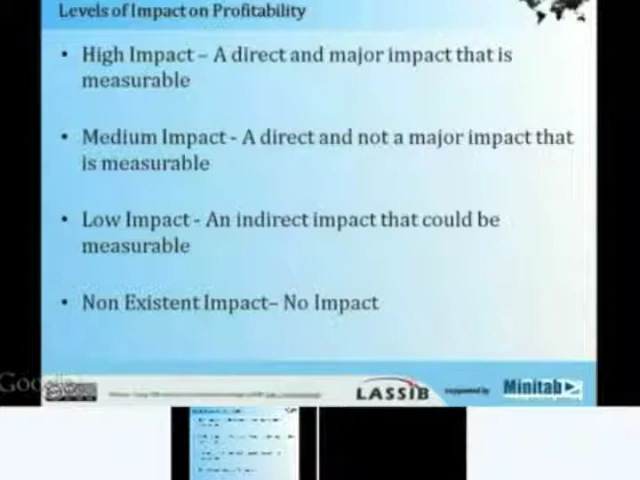 Levels of Impact on Profitability
• High Impact – A direct and major impact that is
measurable
• Medium Impact - A direct and not a major impact that
is measurable
• Low Impact - An indirect impact that could be
measurable
• Non Existent Impact– No Impact
LASSIB
supported by
Minitab